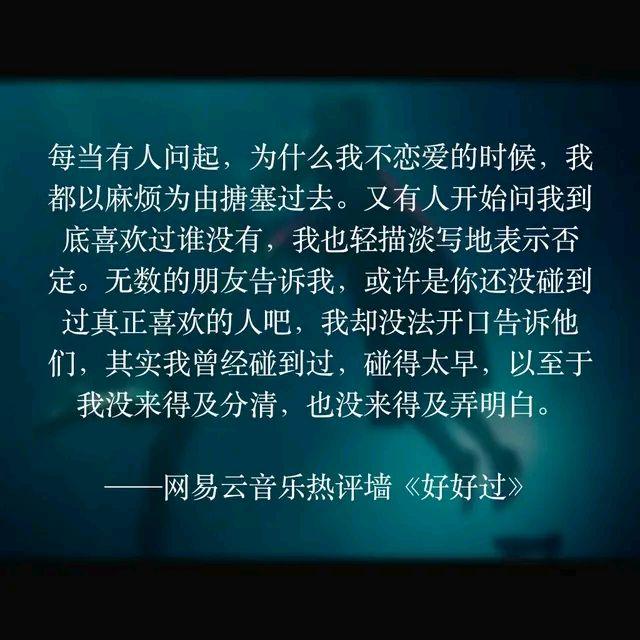 每当有人问起，为什么我不恋爱的时候，我
都以麻烦为由搪塞过去。又有人开始问我到
底喜欢过谁没有，我也轻描淡写地表示否
定。无数的朋友告诉我，或许是你还没碰到
过真正喜欢的人吧，我却没法开口告诉他
们，其实我曾经碰到过，碰得太早，以至于
我没来得及分清，也没来得及弄明白。
——网易云音乐热评墙《好好过》